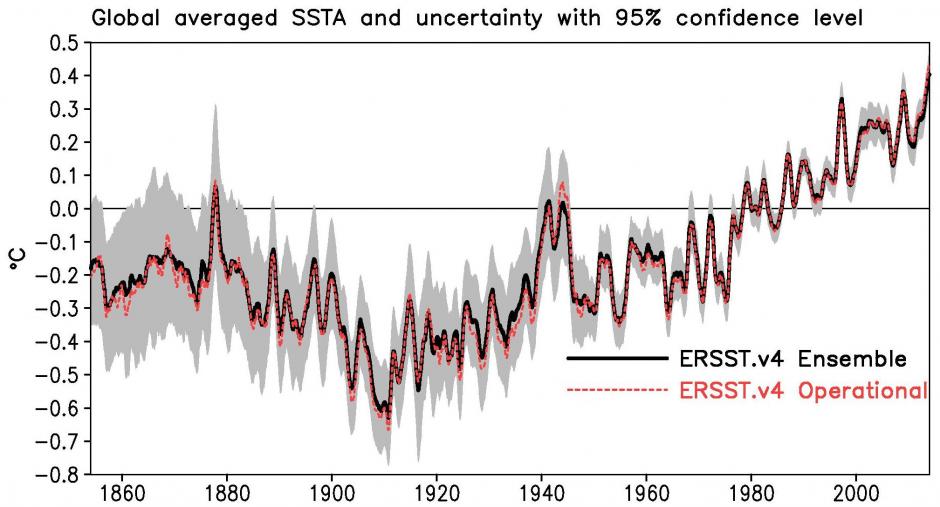 Global averaged SSTA and uncertainty with 95% confidence level
°C
0.5
0.4
0.3
0.2
0.1
0.0
−0.1
−0.2
−0.3
−0.4
−0.5
−0.6
−0.7
−0.8
ERSST.v4 Ensemble
ERSST.v4 Operational
1860 1880 1900 1920 1940 1960 1980 2000